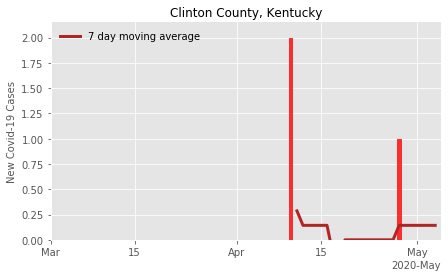 Clinton County, Kentucky
7 day moving average
New Covid-19 Cases
2.00
1.75
1.50
1.25
1.00
0.75
0.50
0.25
0.00
Mar 15 Apr 15 May
2020-May